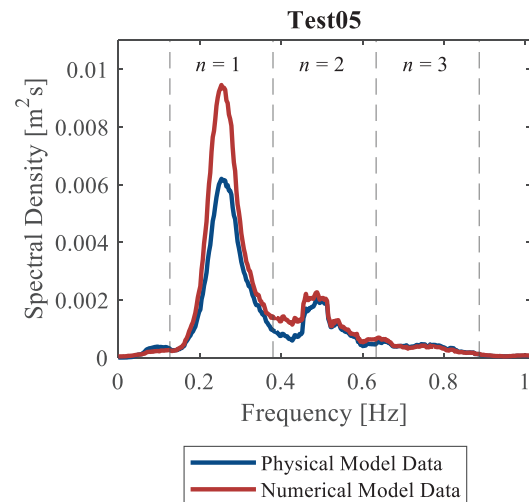 Test05
0.01
0.008
0.006
0.004
0.002
0
n = 1
n = 2
n = 3
Spectral Density [m²s]
0 0.2 0.4 0.6 0.8 1
Frequency [Hz]
Physical Model Data
Numerical Model Data